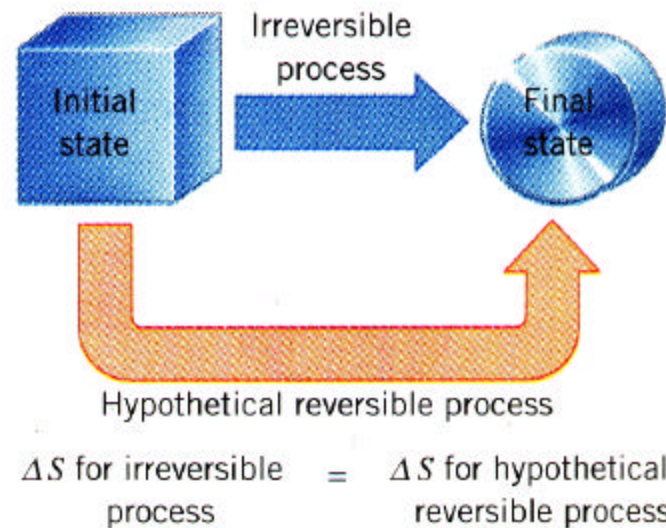 Irreversible
process
Initial
state
Final
state
Hypothetical reversible process
ΔS for irreversible = ΔS for hypothetical
process reversible process